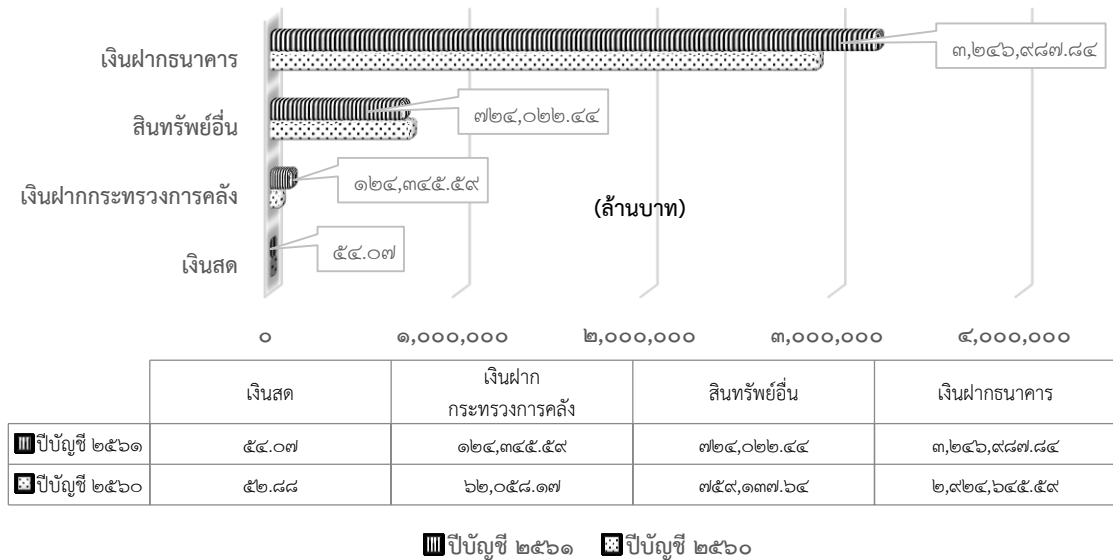 เงินฝากธนาคาร
๓,๒๔๖,๙๘๗.๘๔
สินทรัพย์อื่น
๗๒๔,๐๒๒.๔๔
เงินฝากกระทรวงการคลัง
๑๒๔,๓๔๕.๕๙
(ล้านบาท)
เงินสด
๕๔.๐๗
๐ ๑,๐๐๐,๐๐๐ ๒,๐๐๐,๐๐๐ ๓,๐๐๐,๐๐๐ ๔,๐๐๐,๐๐๐
เงินสด เงินฝาก สินทรัพย์อื่น เงินฝากธนาคาร
กระทรวงการคลัง
ปีบัญชี ๒๕๖๑ ๕๔.๐๗ ๑๒๔,๓๔๕.๕๙ ๗๒๔,๐๒๒.๔๔ ๓,๒๔๖,๙๘๗.๘๔
ปีบัญชี ๒๕๖๐ ๕๒.๘๘ ๖๒,๐๕๘.๑๗ ๗๕๙,๑๓๗.๖๔ ๒,๙๒๔,๖๔๕.๕๙
ปีบัญชี ๒๕๖๑ ปีบัญชี ๒๕๖๐